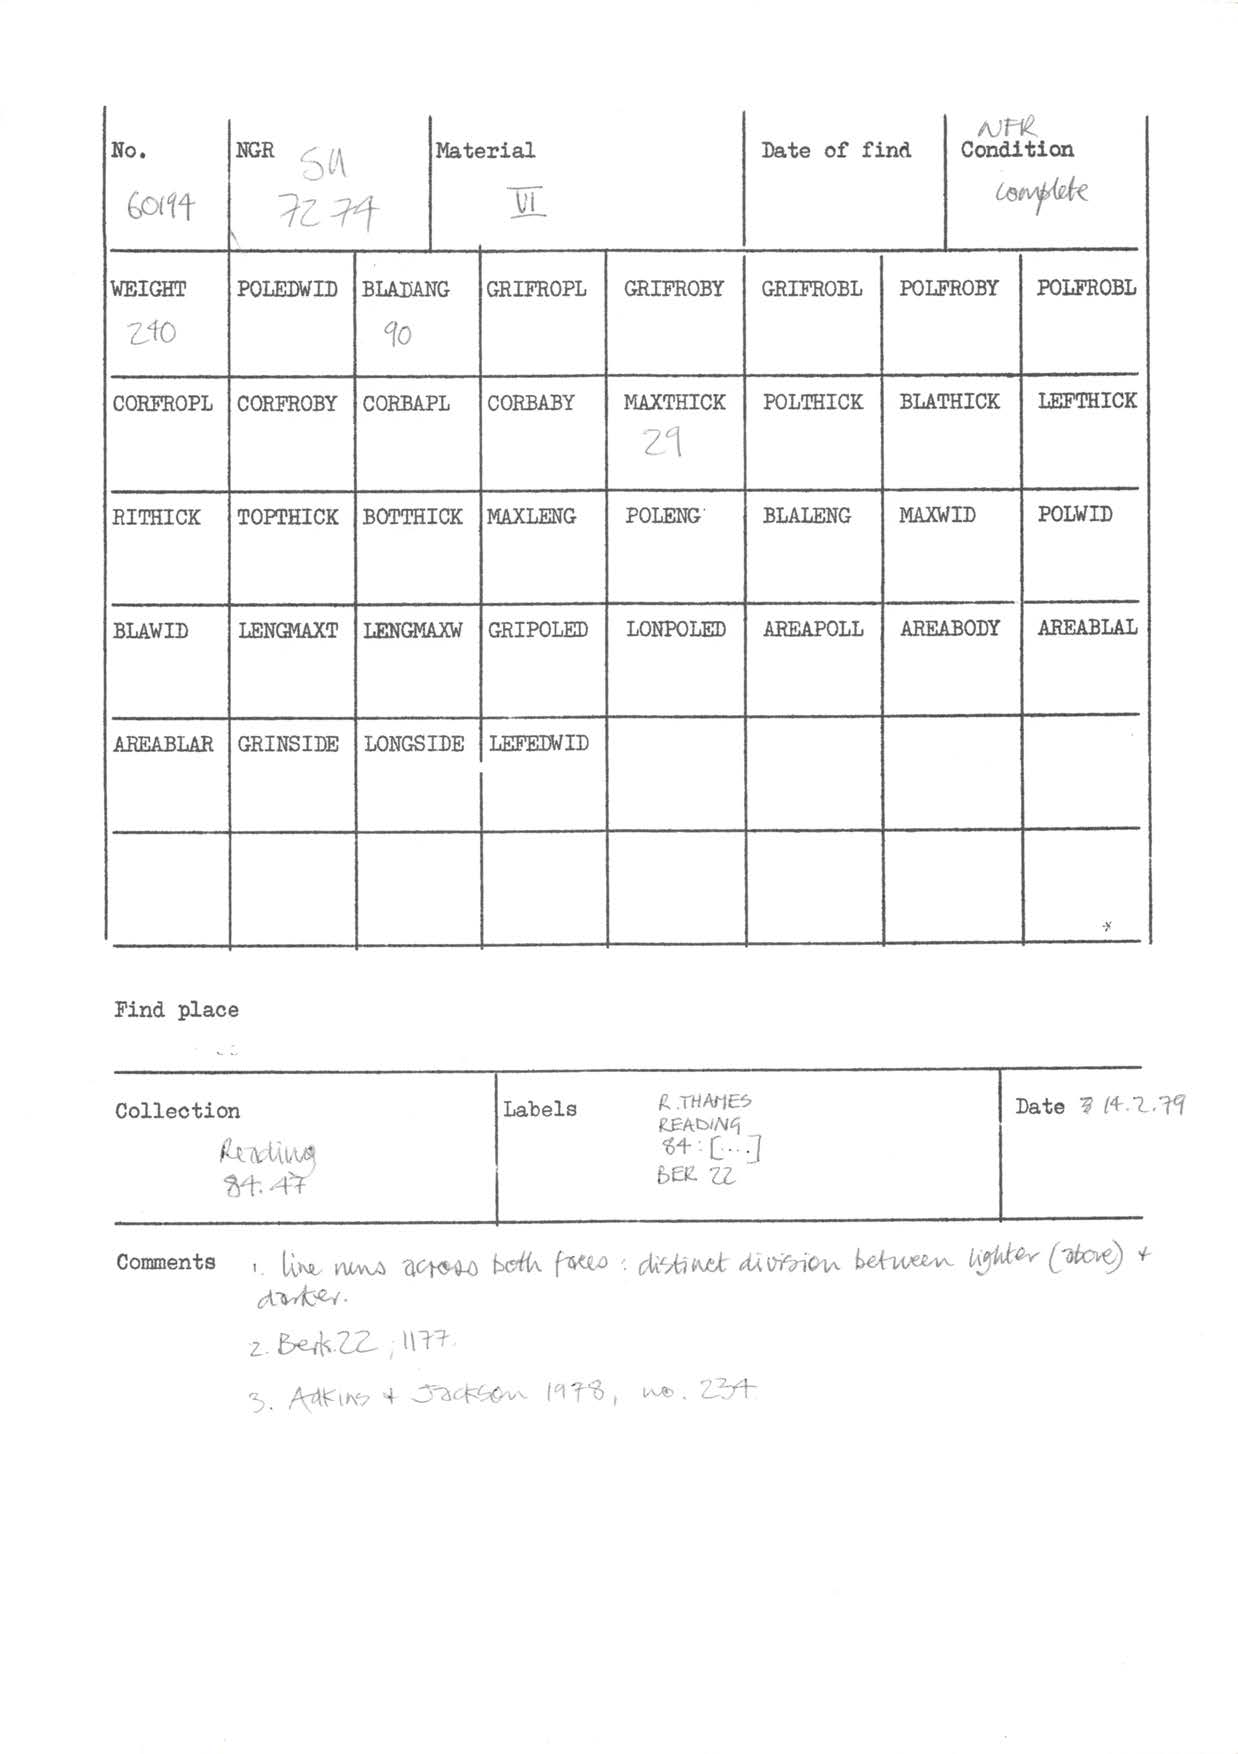 No. NGR Material Date of find NFR Condition
60194 SU 7274 VI complete
WEIGHT POLEDWID BLADANG GRIFROPL GRIFROBY GRIFROBL POLFROBY POLFROBL
240 90
CORFROPL CORFROBY CORBAPL CORBABY MAXTHICK POLTHICK BLATHICK LEFTHICK
29
RITHICK TOPTHICK BOTTHICK MAXLENG POLENG BLALENG MAXWID POLWID
BLAWID LENGMAXT LENGMAXW GRIPOLED LONPOLED AREAPOLL AREABODY AREABLAL
AREABLAR GRINSIDE LONGSIDE LEFEDWID
Find place
Collection
Reading
84.47
Labels
R.THAMES
READING
84:[....]
BER 22
Date 14.2.79
Comments 1. line runs across both faces : distinct division between lighter (above) +
darker.
2. Berks.22 ; 1177.
3. Adkins + Jackson 1978, no. 234